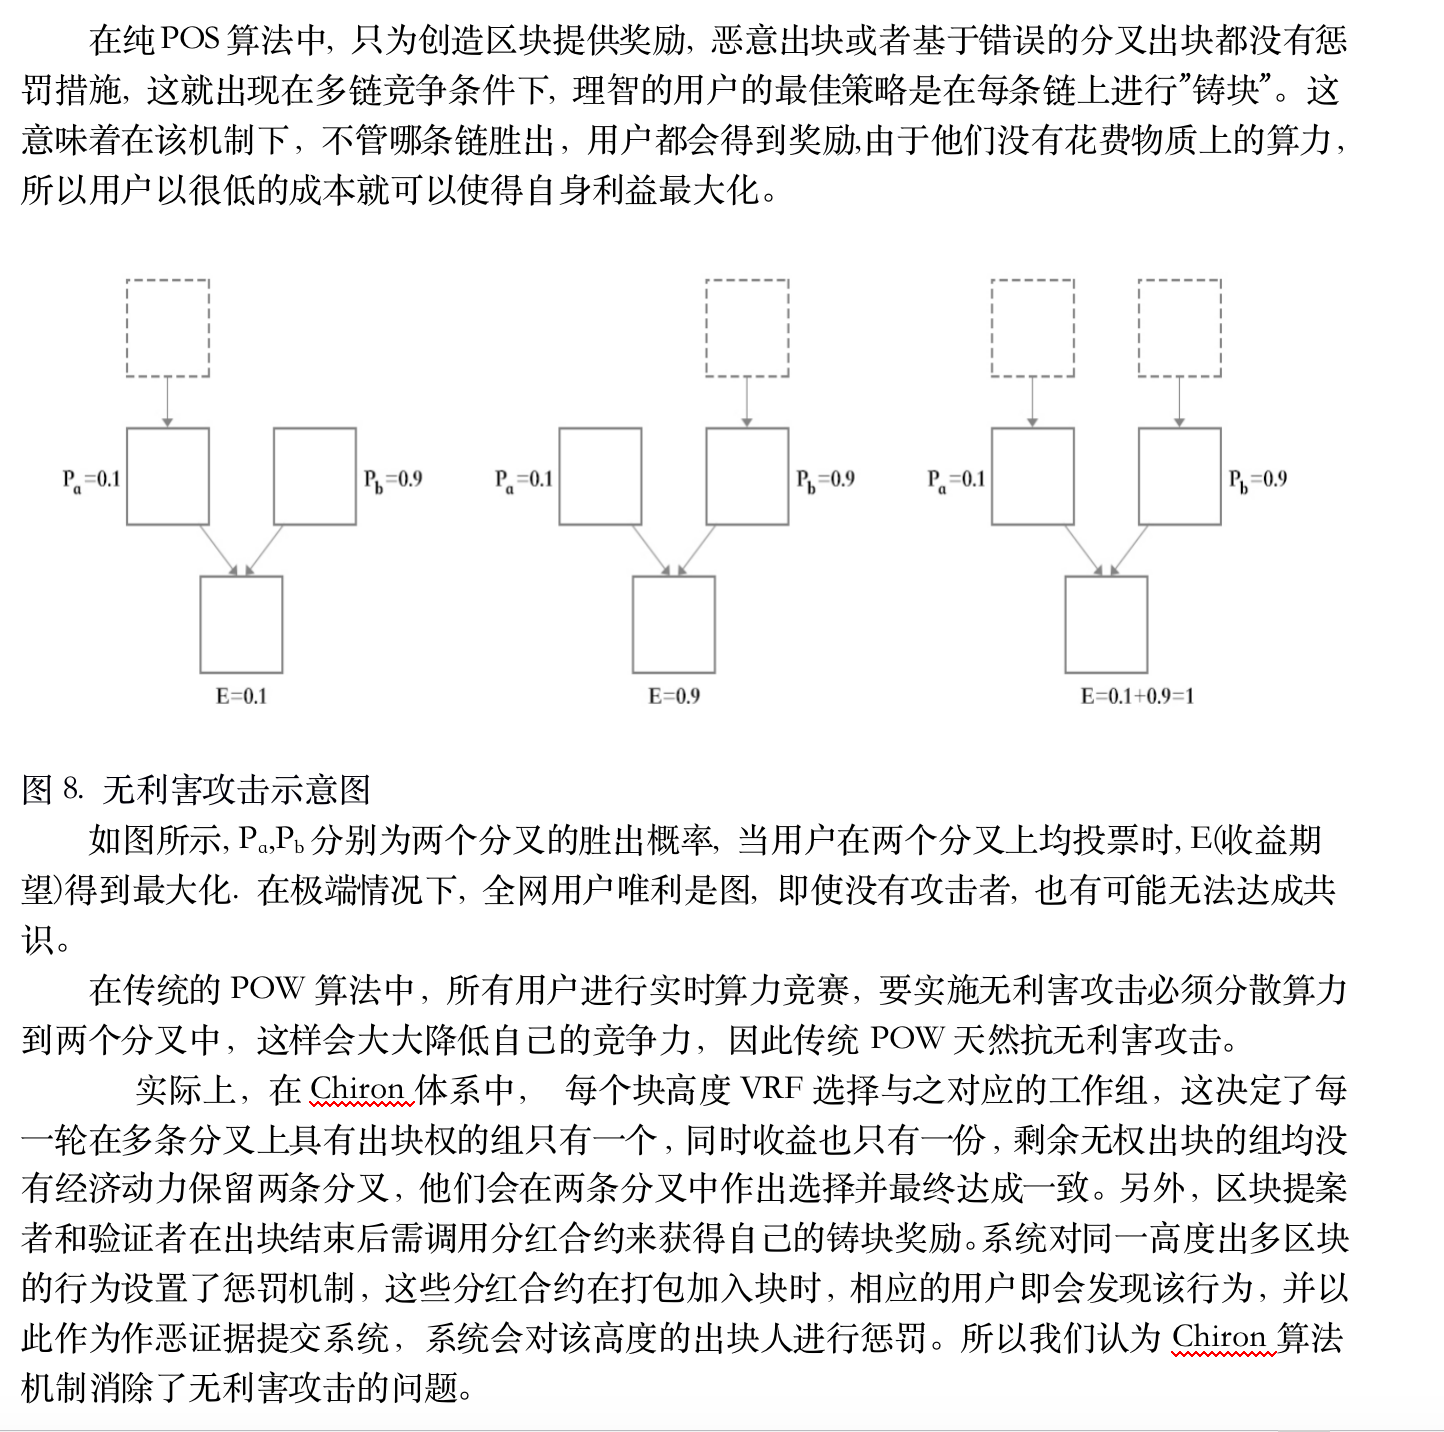 在纯POS 算法中, 只为创造区块提供奖励, 恶意出块或者基于错误的分叉出块都没有惩
罚措施, 这就出现在多链竞争条件下, 理智的用户的最佳策略是在每条链上进行”铸块”。这
意味着在该机制下，不管哪条链胜出，用户都会得到奖励,由于他们没有花费物质上的算力，
所以用户以很低的成本就可以使得自身利益最大化。
Pa=0.1 Pb=0.9 Pa=0.1 Pb=0.9 Pa=0.1 Pb=0.9
E=0.1 E=0.9 E=0.1+0.9=1
图 8. 无利害攻击示意图
如图所示, Pa,Pb 分别为两个分叉的胜出概率, 当用户在两个分叉上均投票时, E(收益期
望)得到最大化. 在极端情况下, 全网用户唯利是图, 即使没有攻击者, 也有可能无法达成共
识。
在传统的 POW 算法中，所有用户进行实时算力竞赛，要实施无利害攻击必须分散算力
到两个分叉中，这样会大大降低自己的竞争力，因此传统 POW 天然抗无利害攻击。
实际上，在 Chiron 体系中， 每个块高度 VRF 选择与之对应的工作组，这决定了每
一轮在多条分叉上具有出块权的组只有一个，同时收益也只有一份，剩余无权出块的组均没
有经济动力保留两条分叉，他们会在两条分叉中作出选择并最终达成一致。另外，区块提案
者和验证者在出块结束后需调用分红合约来获得自己的铸块奖励。系统对同一高度出多区块
的行为设置了惩罚机制，这些分红合约在打包加入块时，相应的用户即会发现该行为，并以
此作为作恶证据提交系统，系统会对该高度的出块人进行惩罚。所以我们认为 Chiron 算法
机制消除了无利害攻击的问题。